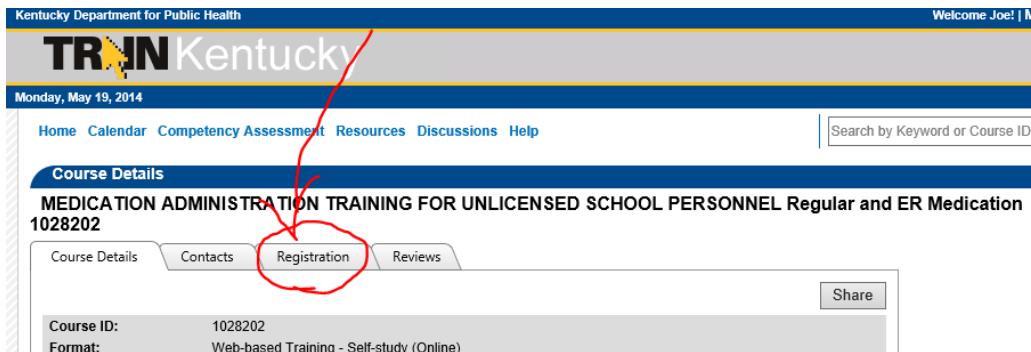 Kentucky Department for Public Health Welcome Joe! | M
TRAIN Kentucky
Monday, May 19, 2014
Home Calendar Competency Assessment Resources Discussions Help Search by Keyword or Course ID
Course Details
MEDICATION ADMINISTRATION TRAINING FOR UNLICENSED SCHOOL PERSONNEL Regular and ER Medication
1028202
Course Details Contacts Registration Reviews
Share
Course ID: 1028202
Format: Web-based Training - Self-study (Online)